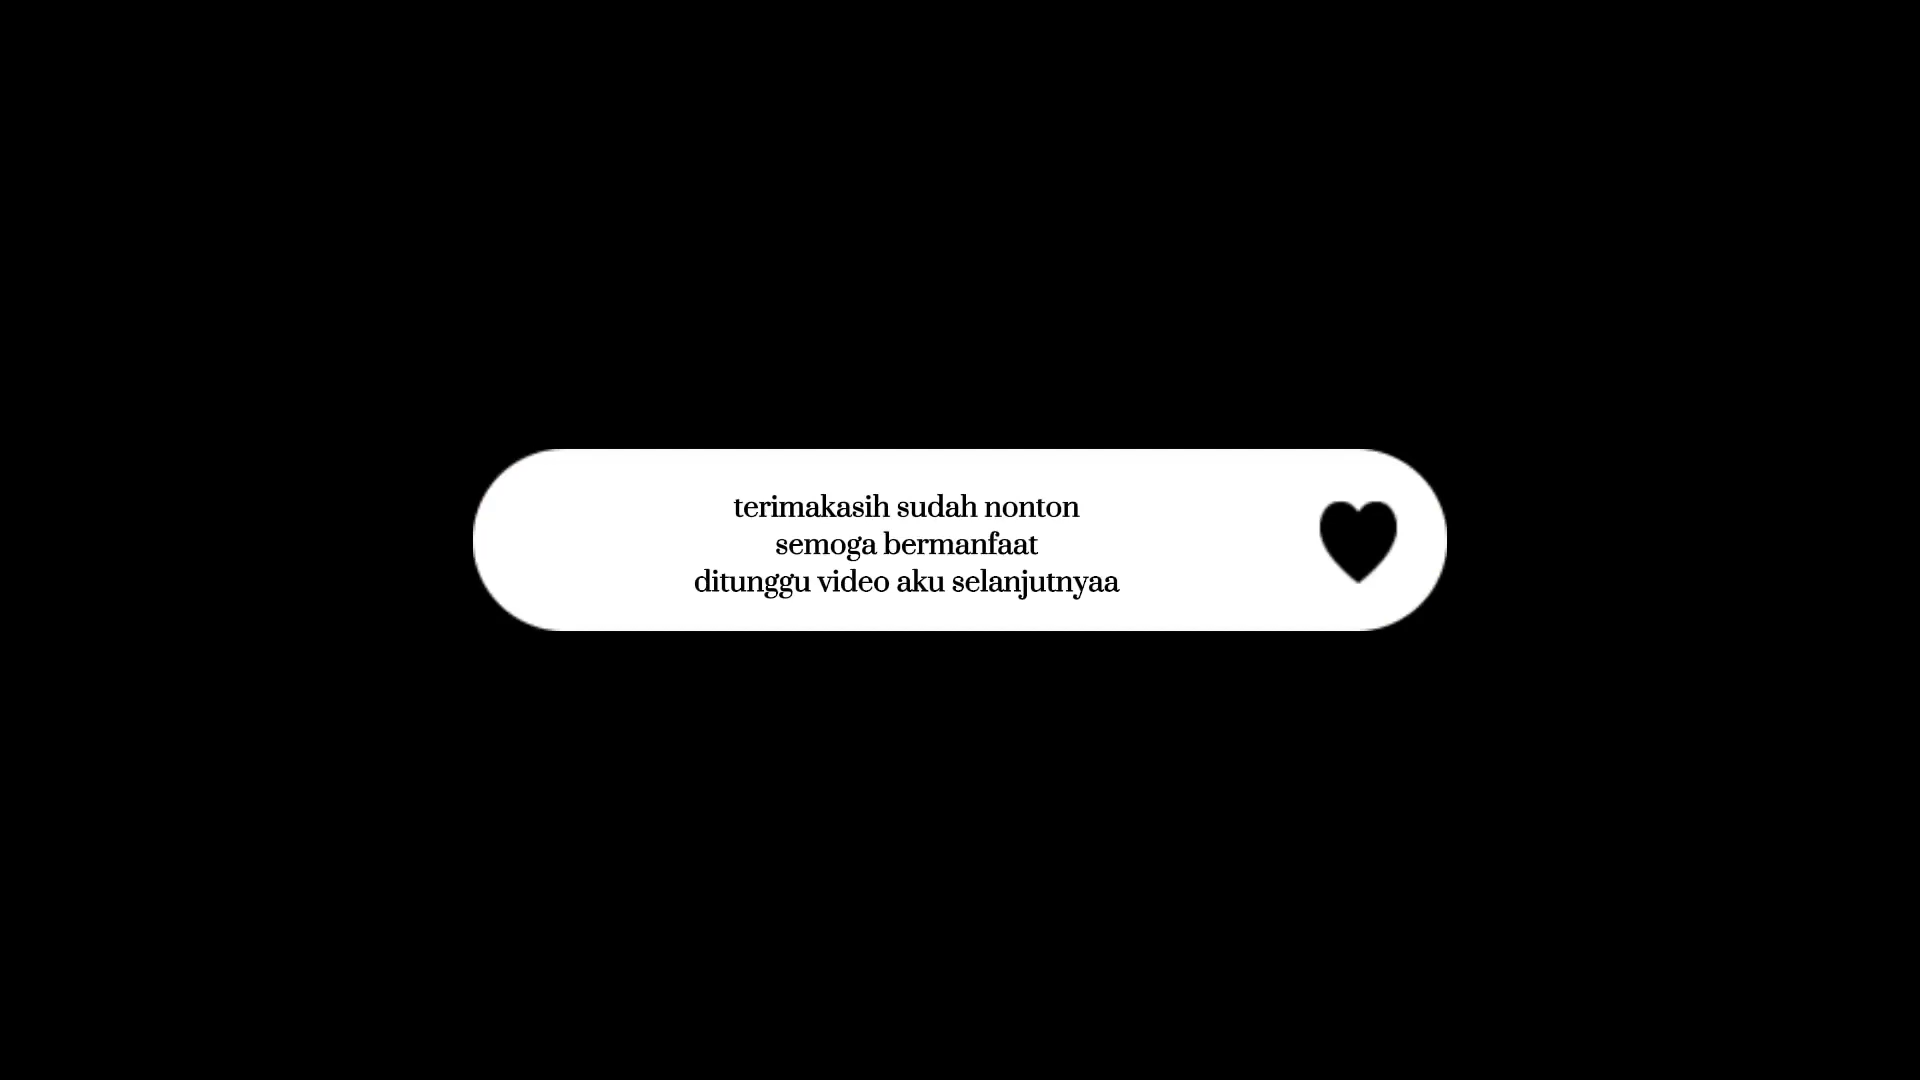 terimakasih sudah nonton
semoga bermanfaat
ditunggu video aku selanjutnyaa